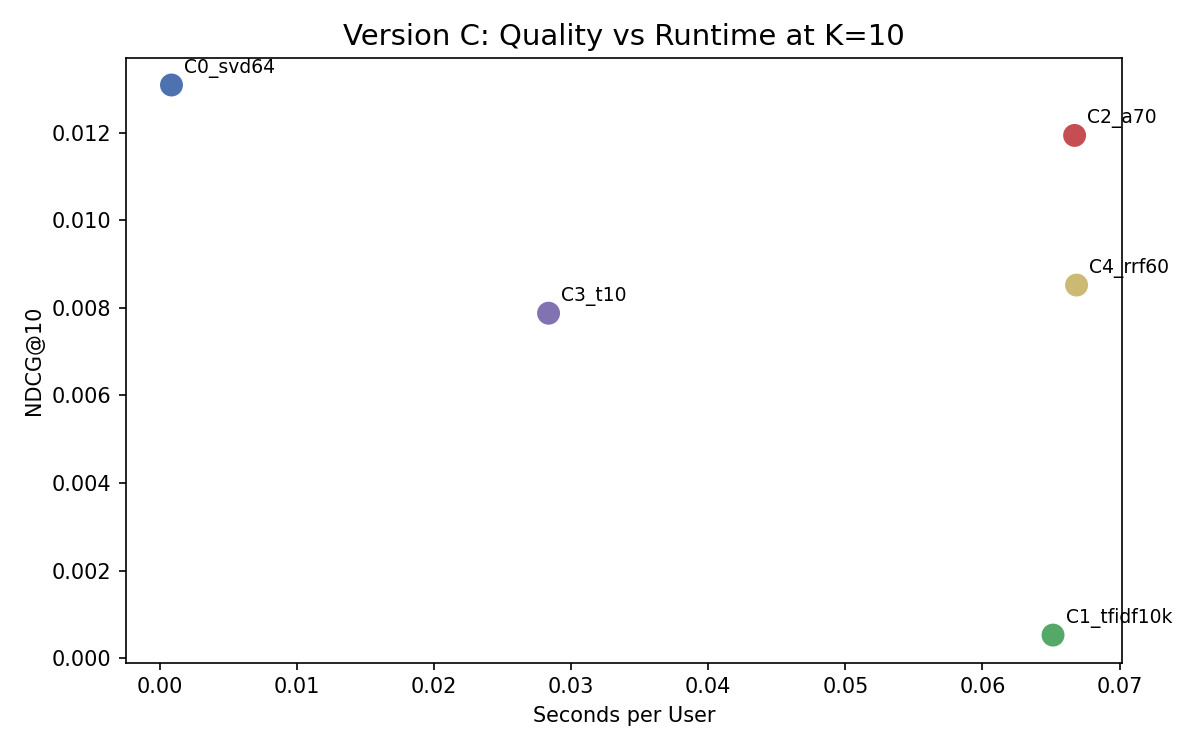 Version C: Quality vs Runtime at K=10
C0_svd64
C2_a70
C4_rrf60
C3_t10
C1_tfidf10k
NDCG@10
0.012
0.010
0.008
0.006
0.004
0.002
0.000
0.00 0.01 0.02 0.03 0.04 0.05 0.06 0.07
Seconds per User